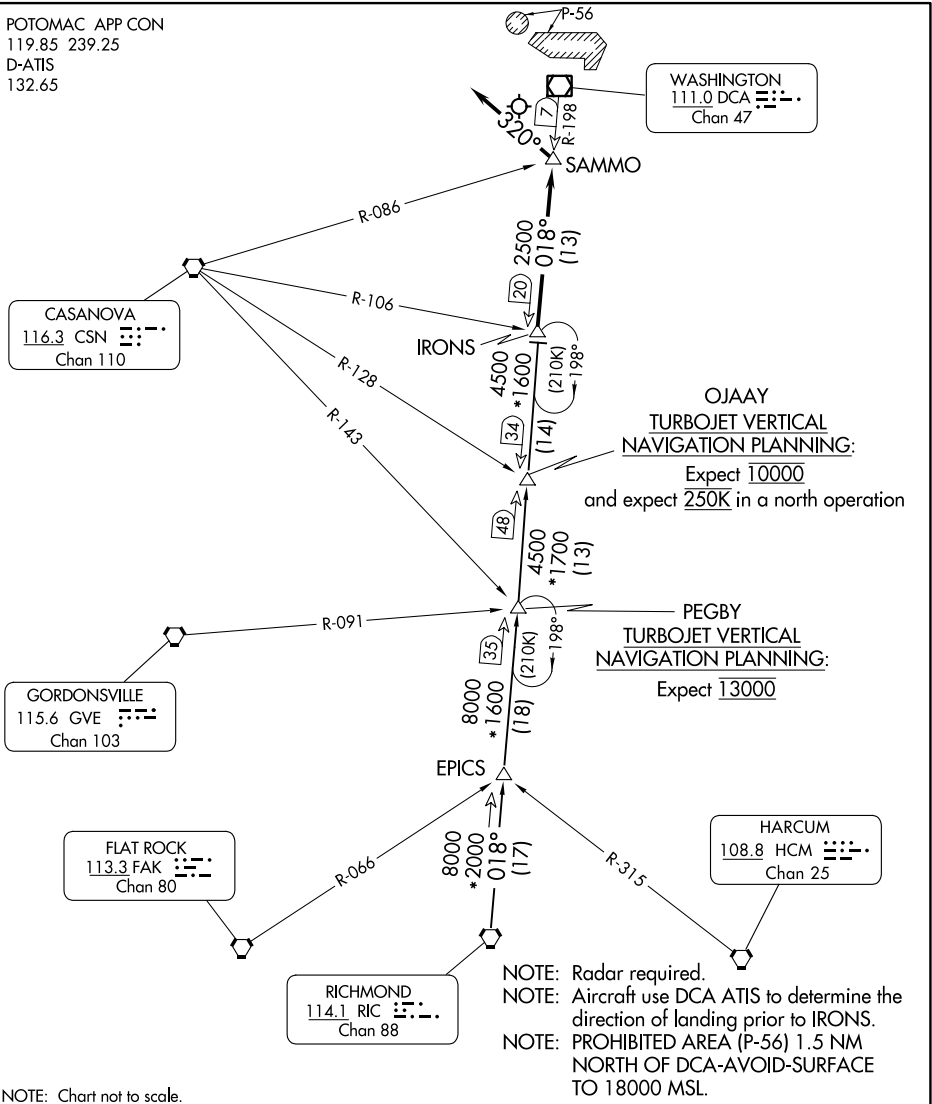 POTOMAC APP CON
119.85 239.25
D-ATIS
132.65
P-56
WASHINGTON
111.0 DCA
Chan 47
7
R-198
320°
SAMMO
R-086
2500
018°
(13)
CASANOVA
116.3 CSN
Chan 110
R-106
20
IRONS
R-128
4500
*1600
(14)
(210K)
198°
R-143
34
OJAAY
TURBOJET VERTICAL
NAVIGATION PLANNING:
Expect 10000
and expect 250K in a north operation
48
4500
*1700
(13)
R-091
PEGBY
TURBOJET VERTICAL
NAVIGATION PLANNING:
Expect 13000
35
(210K)
198°
GORDONSVILLE
115.6 GVE
Chan 103
8000
*1600
(18)
EPICS
FLAT ROCK
113.3 FAK
Chan 80
R-066
8000
*2000
018°
(17)
R-315
HARCUM
108.8 HCM
Chan 25
RICHMOND
114.1 RIC
Chan 88
NOTE: Radar required.
NOTE: Aircraft use DCA ATIS to determine the
direction of landing prior to IRONS.
NOTE: PROHIBITED AREA (P-56) 1.5 NM
NORTH OF DCA-AVOID-SURFACE
TO 18000 MSL.
NOTE: Chart not to scale.